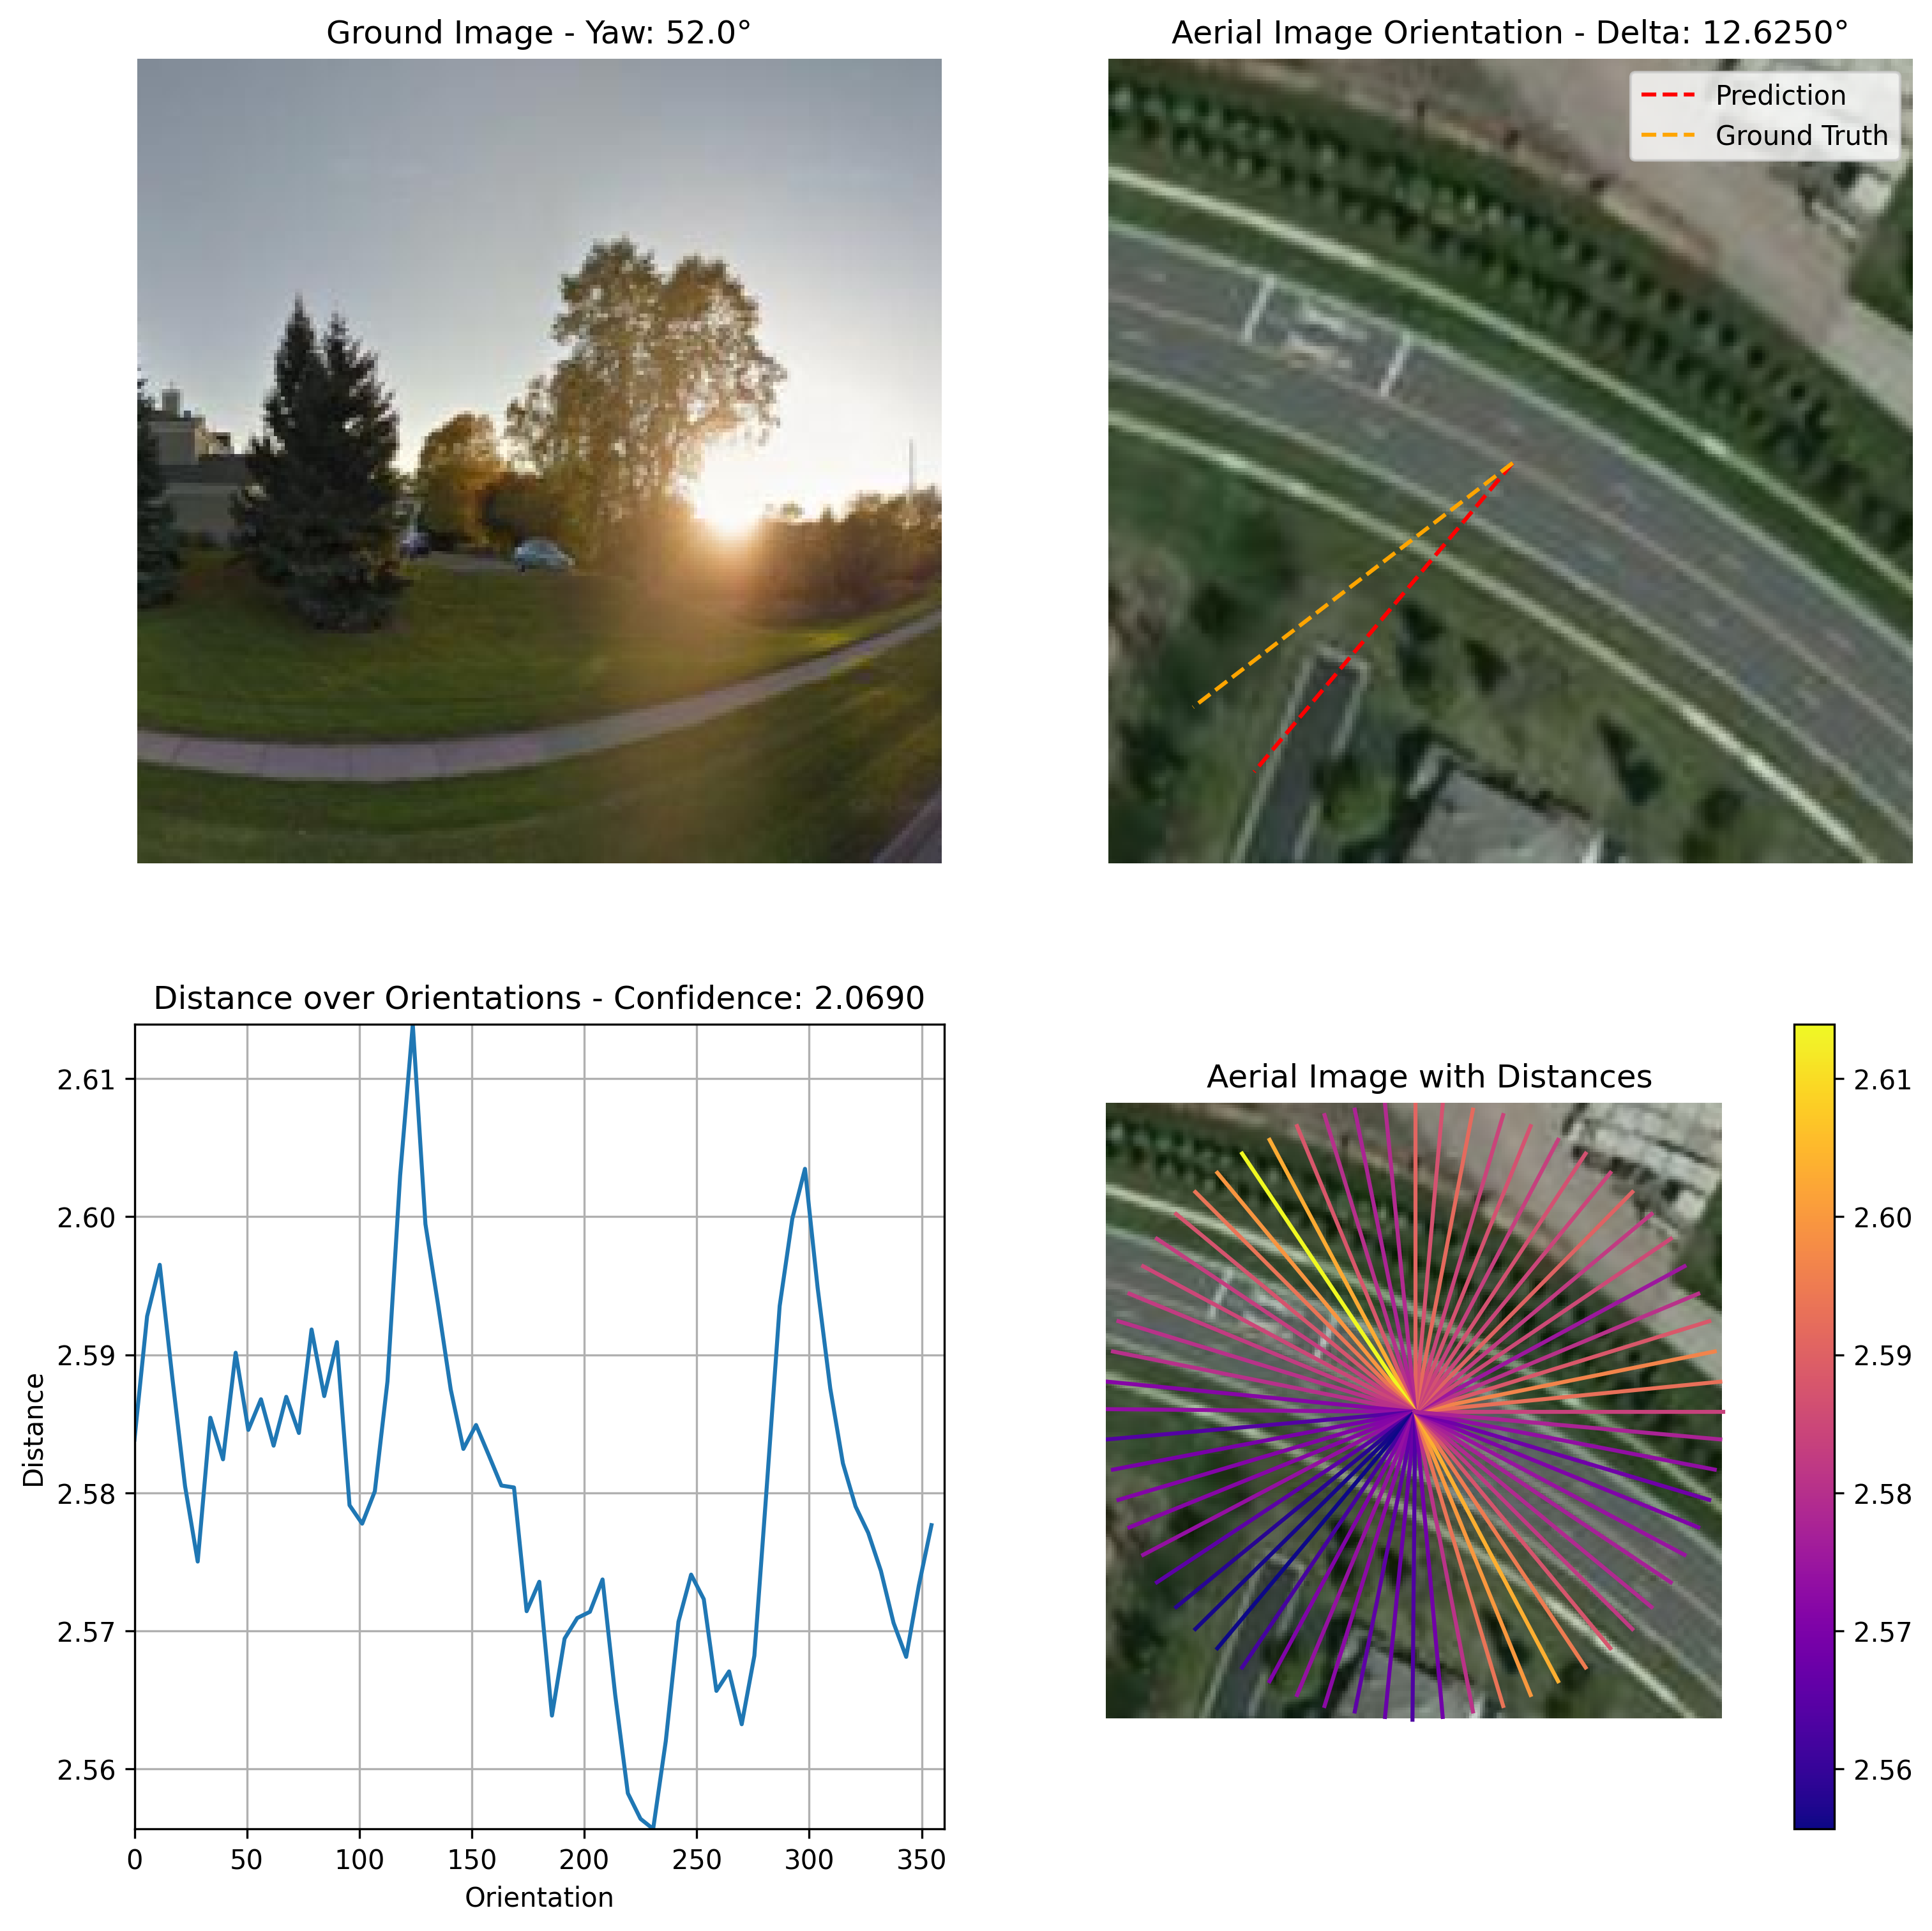 Ground Image - Yaw: 52.0°
Aerial Image Orientation - Delta: 12.6250°
Prediction
Ground Truth
Distance over Orientations - Confidence: 2.0690
2.61
2.60
2.59
2.58
2.57
2.56
Distance
0
50
100
150
200
250
300
350
Orientation
Aerial Image with Distances
2.61
2.60
2.59
2.58
2.57
2.56